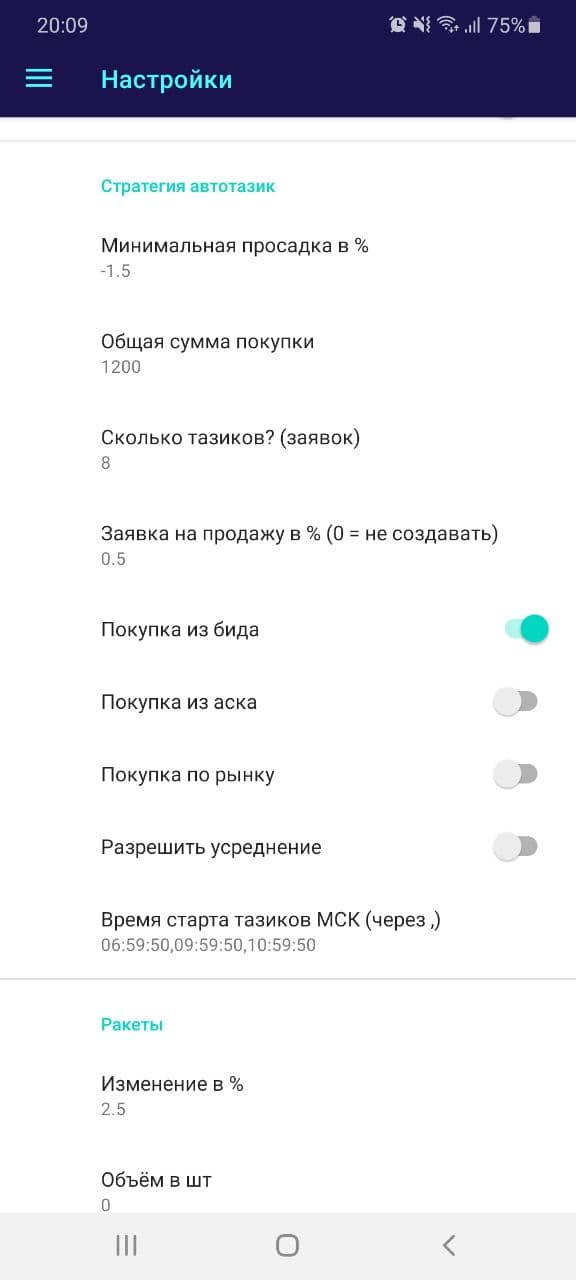 20:09
75%
Настройки
Стратегия автотазик
Минимальная просадка в %
-1.5
Общая сумма покупки
1200
Сколько тазиков? (заявок)
8
Заявка на продажу в % (0 = не создавать)
0.5
Покупка из бида
Покупка из аска
Покупка по рынку
Разрешить усреднение
Время старта тазиков МСК (через ,)
06:59:50,09:59:50,10:59:50
Ракеты
Изменение в %
2.5
Объём в шт
0